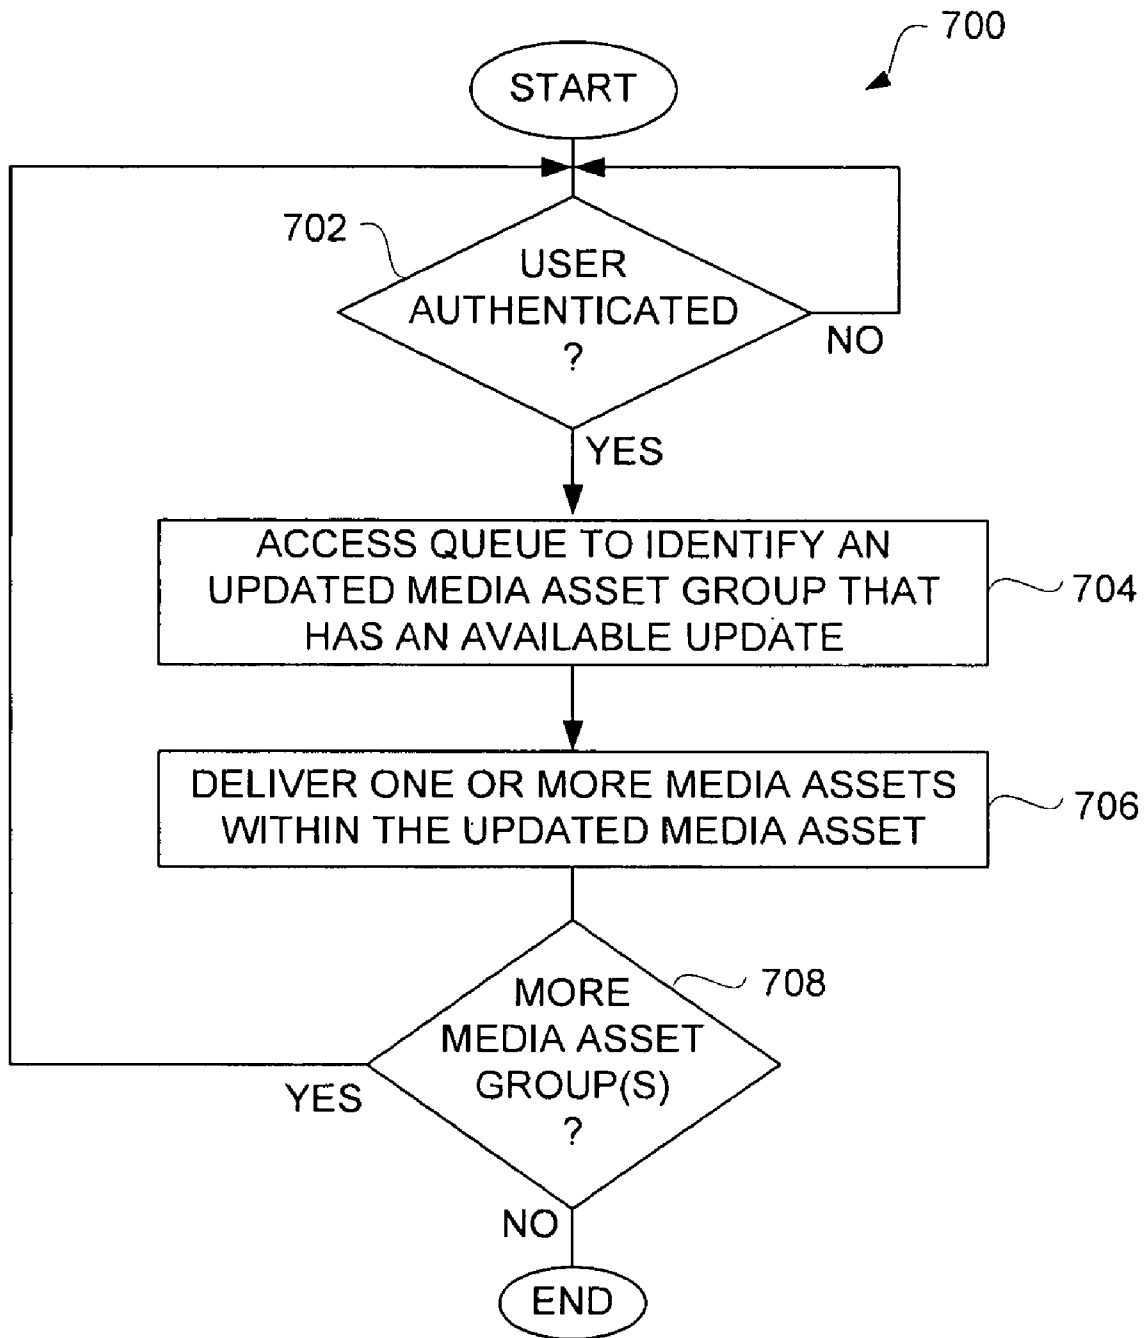 700
START
702
USER
AUTHENTICATED
?
NO
YES
ACCESS QUEUE TO IDENTIFY AN
UPDATED MEDIA ASSET GROUP THAT
HAS AN AVAILABLE UPDATE
704
DELIVER ONE OR MORE MEDIA ASSETS
WITHIN THE UPDATED MEDIA ASSET
706
708
MORE
MEDIA ASSET
GROUP(S)
?
YES
NO
END